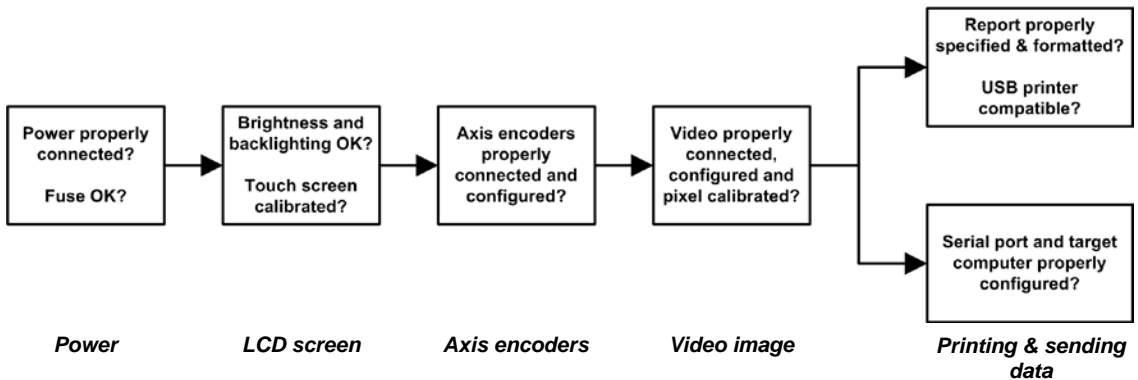 Power properly
connected?
Fuse OK?
Brightness and
backlighting OK?
Touch screen
calibrated?
Axis encoders
properly
connected and
configured?
Video properly
connected,
configured and
pixel calibrated?
Report properly
specified & formatted?
USB printer
compatible?
Serial port and target
computer properly
configured?
Power
LCD screen
Axis encoders
Video image
Printing & sending
data